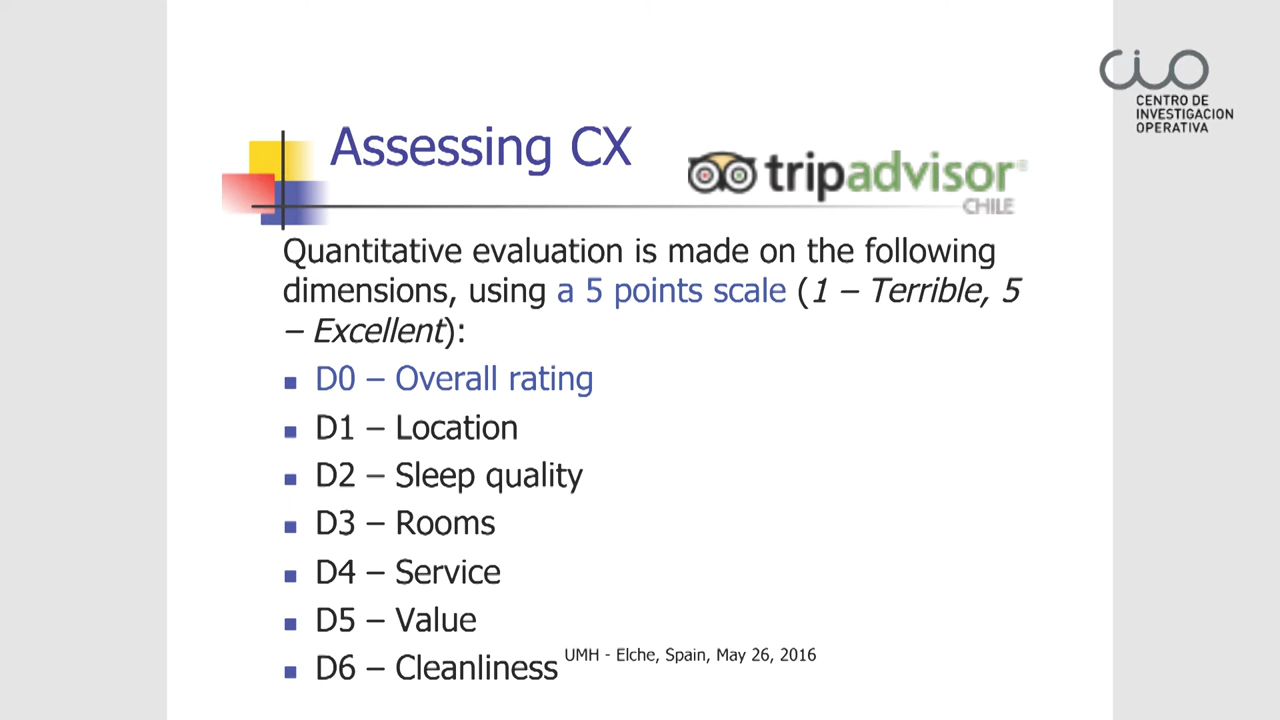 CIO
CENTRO DE
INVESTIGACION
OPERATIVA
Assessing CX
tripadvisor®
CHILE
Quantitative evaluation is made on the following
dimensions, using a 5 points scale (1 – Terrible, 5
– Excellent):
D0 – Overall rating
D1 – Location
D2 – Sleep quality
D3 – Rooms
D4 – Service
D5 – Value
D6 – Cleanliness
UMH - Elche, Spain, May 26, 2016